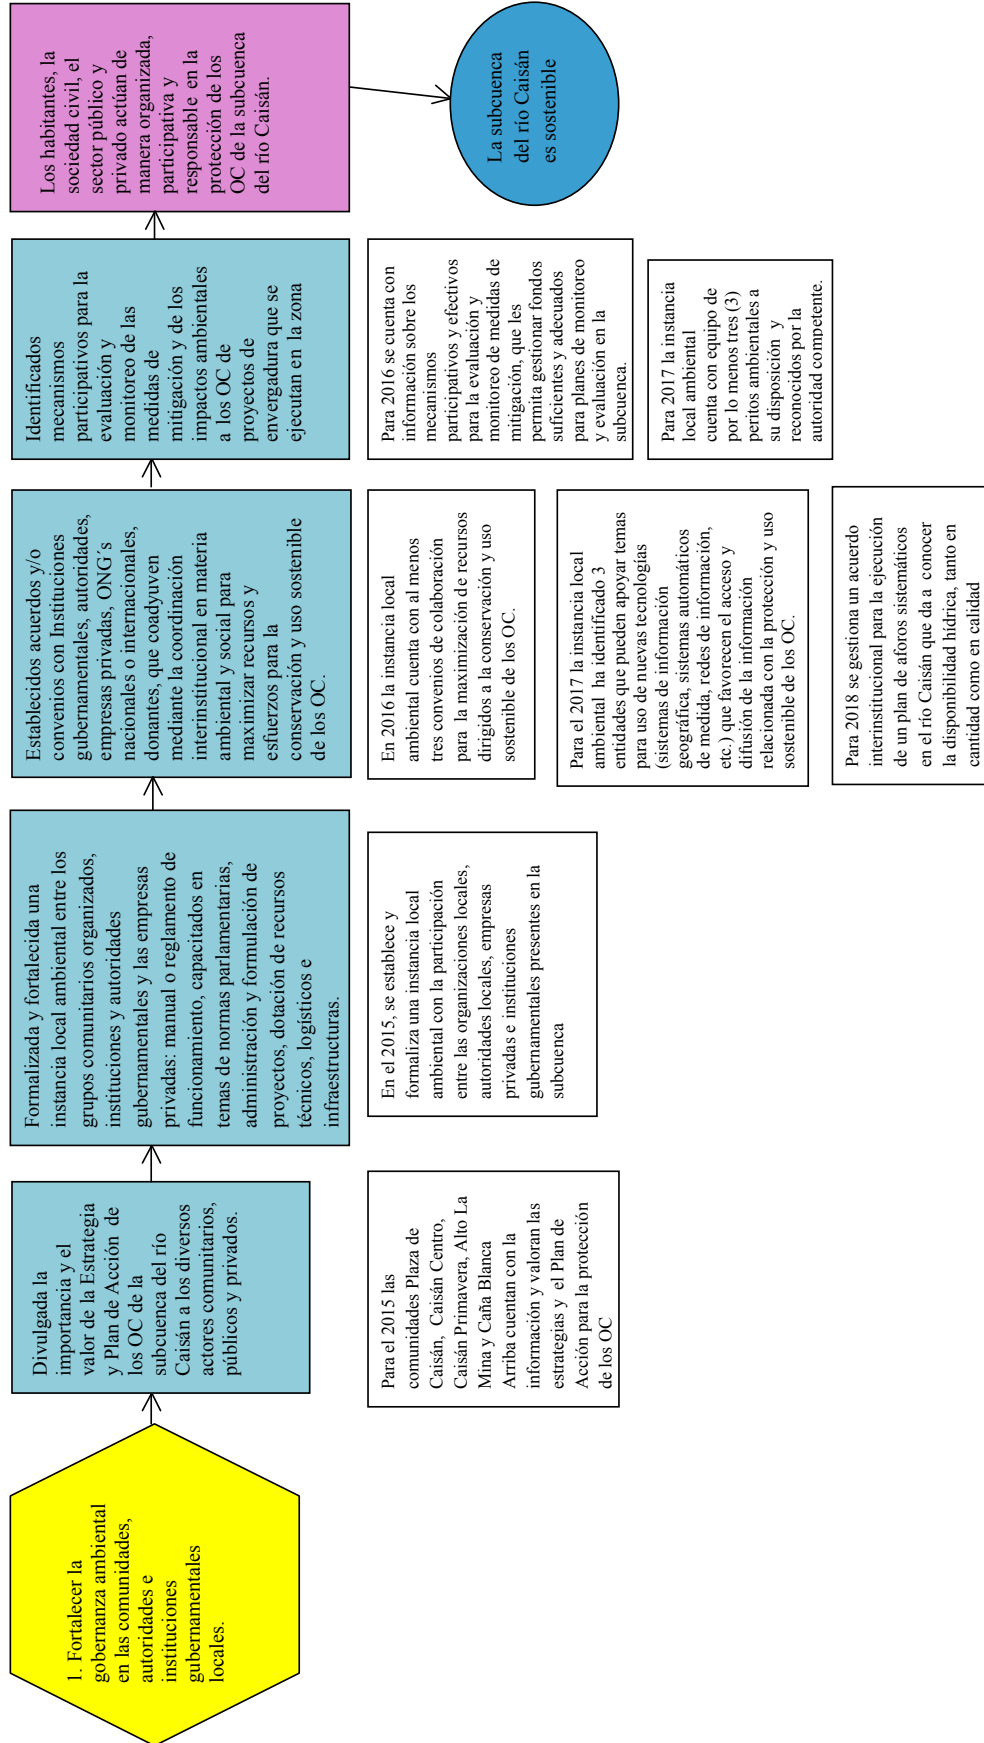 1. Fortalecer la
gobernanza ambiental
en las comunidades,
autoridades e
instituciones
gubernamentales
locales.
Divulgada la
importancia y el
valor de la Estrategia
y Plan de Acción de
los OC de la
subcuenca del río
Caisán a los diversos
actores comunitarios,
públicos y privados.
Formalizada y fortalecida una
instancia local ambiental entre los
grupos comunitarios organizados,
instituciones y autoridades
gubernamentales y las empresas
privadas: manual o reglamento de
funcionamiento, capacitados en
temas de normas parlamentarias,
administración y formulación de
proyectos, dotación de recursos
técnicos, logísticos e
infraestructuras.
Establecidos acuerdos y/o
convenios con Instituciones
gubernamentales, autoridades,
empresas privadas, ONG´s
nacionales o internacionales,
donantes, que coadyuven
mediante la coordinación
interinstitucional en materia
ambiental y social para
maximizar recursos y
esfuerzos para la
conservación y uso sostenible
de los OC.
Identificados
mecanismos
participativos para la
evaluación y
monitoreo de las
medidas de
mitigación y de los
impactos ambientales
a los OC de
proyectos de
envergadura que se
ejecutan en la zona
Los habitantes, la
sociedad civil, el
sector público y
privado actúan de
manera organizada,
participativa y
responsable en la
protección de los
OC de la subcuenca
del río Caisán.
La subcuenca
del río Caisán
es sostenible
Para el 2015 las
comunidades Plaza de
Caisán, Caisán Centro,
Caisán Primavera, Alto La
Mina y Caña Blanca
Arriba cuentan con la
información y valoran las
estrategias y el Plan de
Acción para la protección
de los OC
En el 2015, se establece y
formaliza una instancia local
ambiental con la participación
entre las organizaciones locales,
autoridades locales, empresas
privadas e instituciones
gubernamentales presentes en la
subcuenca
En 2016 la instancia local
ambiental cuenta con al menos
tres convenios de colaboración
para la maximización de recursos
dirigidos a la conservación y uso
sostenible de los OC.
Para el 2017 la instancia local
ambiental ha identificado 3
entidades que pueden apoyar temas
para uso de nuevas tecnologías
(sistemas de información
geográfica, sistemas automáticos
de medida, redes de información,
etc.) que favorecen el acceso y
difusión de la información
relacionada con la protección y uso
sostenible de los OC.
Para 2018 se gestiona un acuerdo
interinstitucional para la ejecución
de un plan de aforos sistemáticos
en el río Caisán que da a conocer
la disponibilidad hídrica, tanto en
cantidad como en calidad
Para 2016 se cuenta con
información sobre los
mecanismos
participativos y efectivos
para la evaluación y
monitoreo de medidas de
mitigación, que les
permita gestionar fondos
suficientes y adecuados
para planes de monitoreo
y evaluación en la
subcuenca.
Para 2017 la instancia
local ambiental
cuenta con equipo de
por lo menos tres (3)
peritos ambientales a
su disposición y
reconocidos por la
autoridad competente.